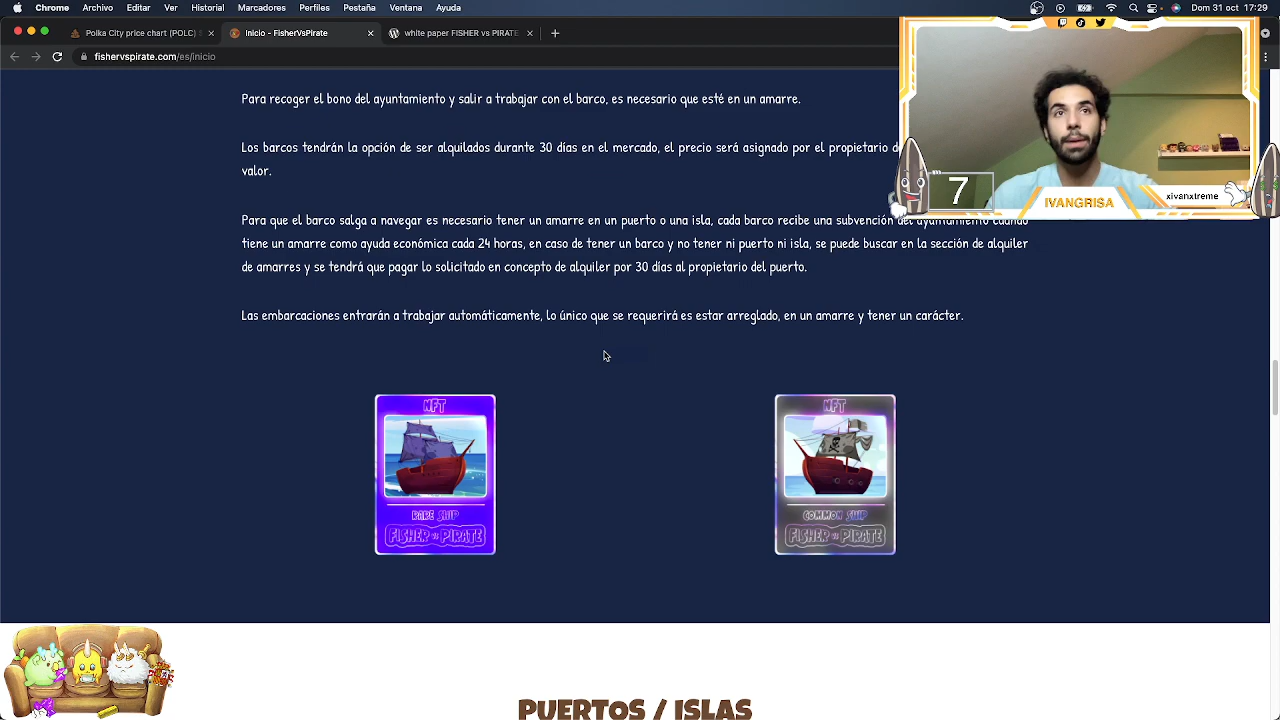 Chrome Archivo Editar Ver Historial Marcadores Perfiles Pestaña
Dom 31 oct 17:29
Polka City price chart (POLC)
Inicio - Fishe
vs PIRATE
fishervspirate.com/es/inicio
Para recoger el bono del ayuntamiento y salir a trabajar con el barco, es necesario que esté en un amarre.
Los barcos tendrán la opción de ser alquilados durante 30 días en el mercado, el precio será asignado por el propietario de
valor.
Para que el barco salga a navegar es necesario tener un amarre en un puerto o una isla, cada barco recibe una subvención del ayuntamiento cuando
tiene un amarre como ayuda económica cada 24 horas, en caso de tener un barco y no tener ni puerto ni isla, se puede buscar en la sección de alquiler
de amarres y se tendrá que pagar lo solicitado en concepto de alquiler por 30 días al propietario del puerto.
Las embarcaciones entrarán a trabajar automáticamente, lo único que se requerirá es estar arreglado, en un amarre y tener un carácter.
7
IVANGRISA
xivanxtreme
NFT
RARE SHIP
FISHER VS PIRATE
NFT
COMMON SHIP
FISHER VS PIRATE
PUERTOS / ISLAS